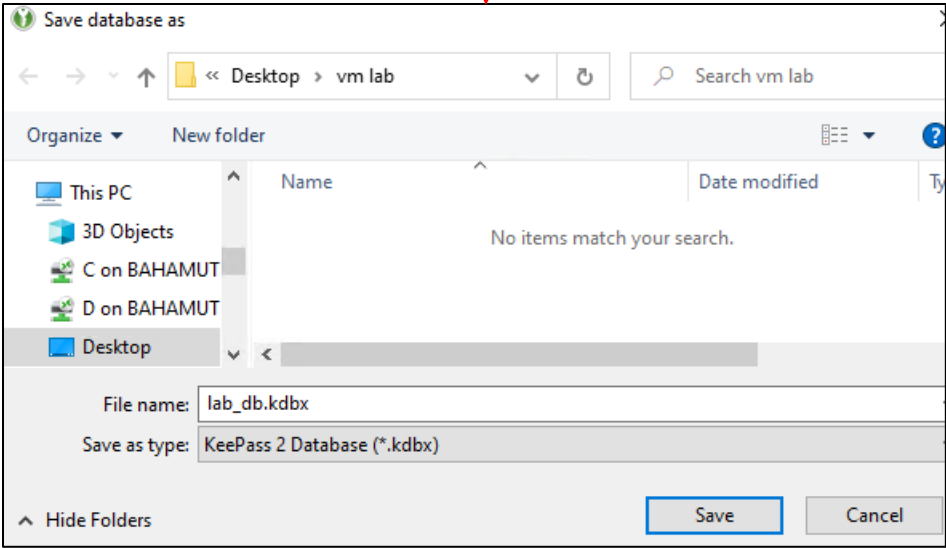 Save database as
« Desktop › vm lab
Search vm lab
Organize
New folder
?
Name
Date modified
Ty
This PC
3D Objects
C on BAHAMUT
D on BAHAMUT
Desktop
No items match your search.
File name: lab_db.kdbx
Save as type: KeePass 2 Database (*.kdbx)
Hide Folders
Save
Cancel